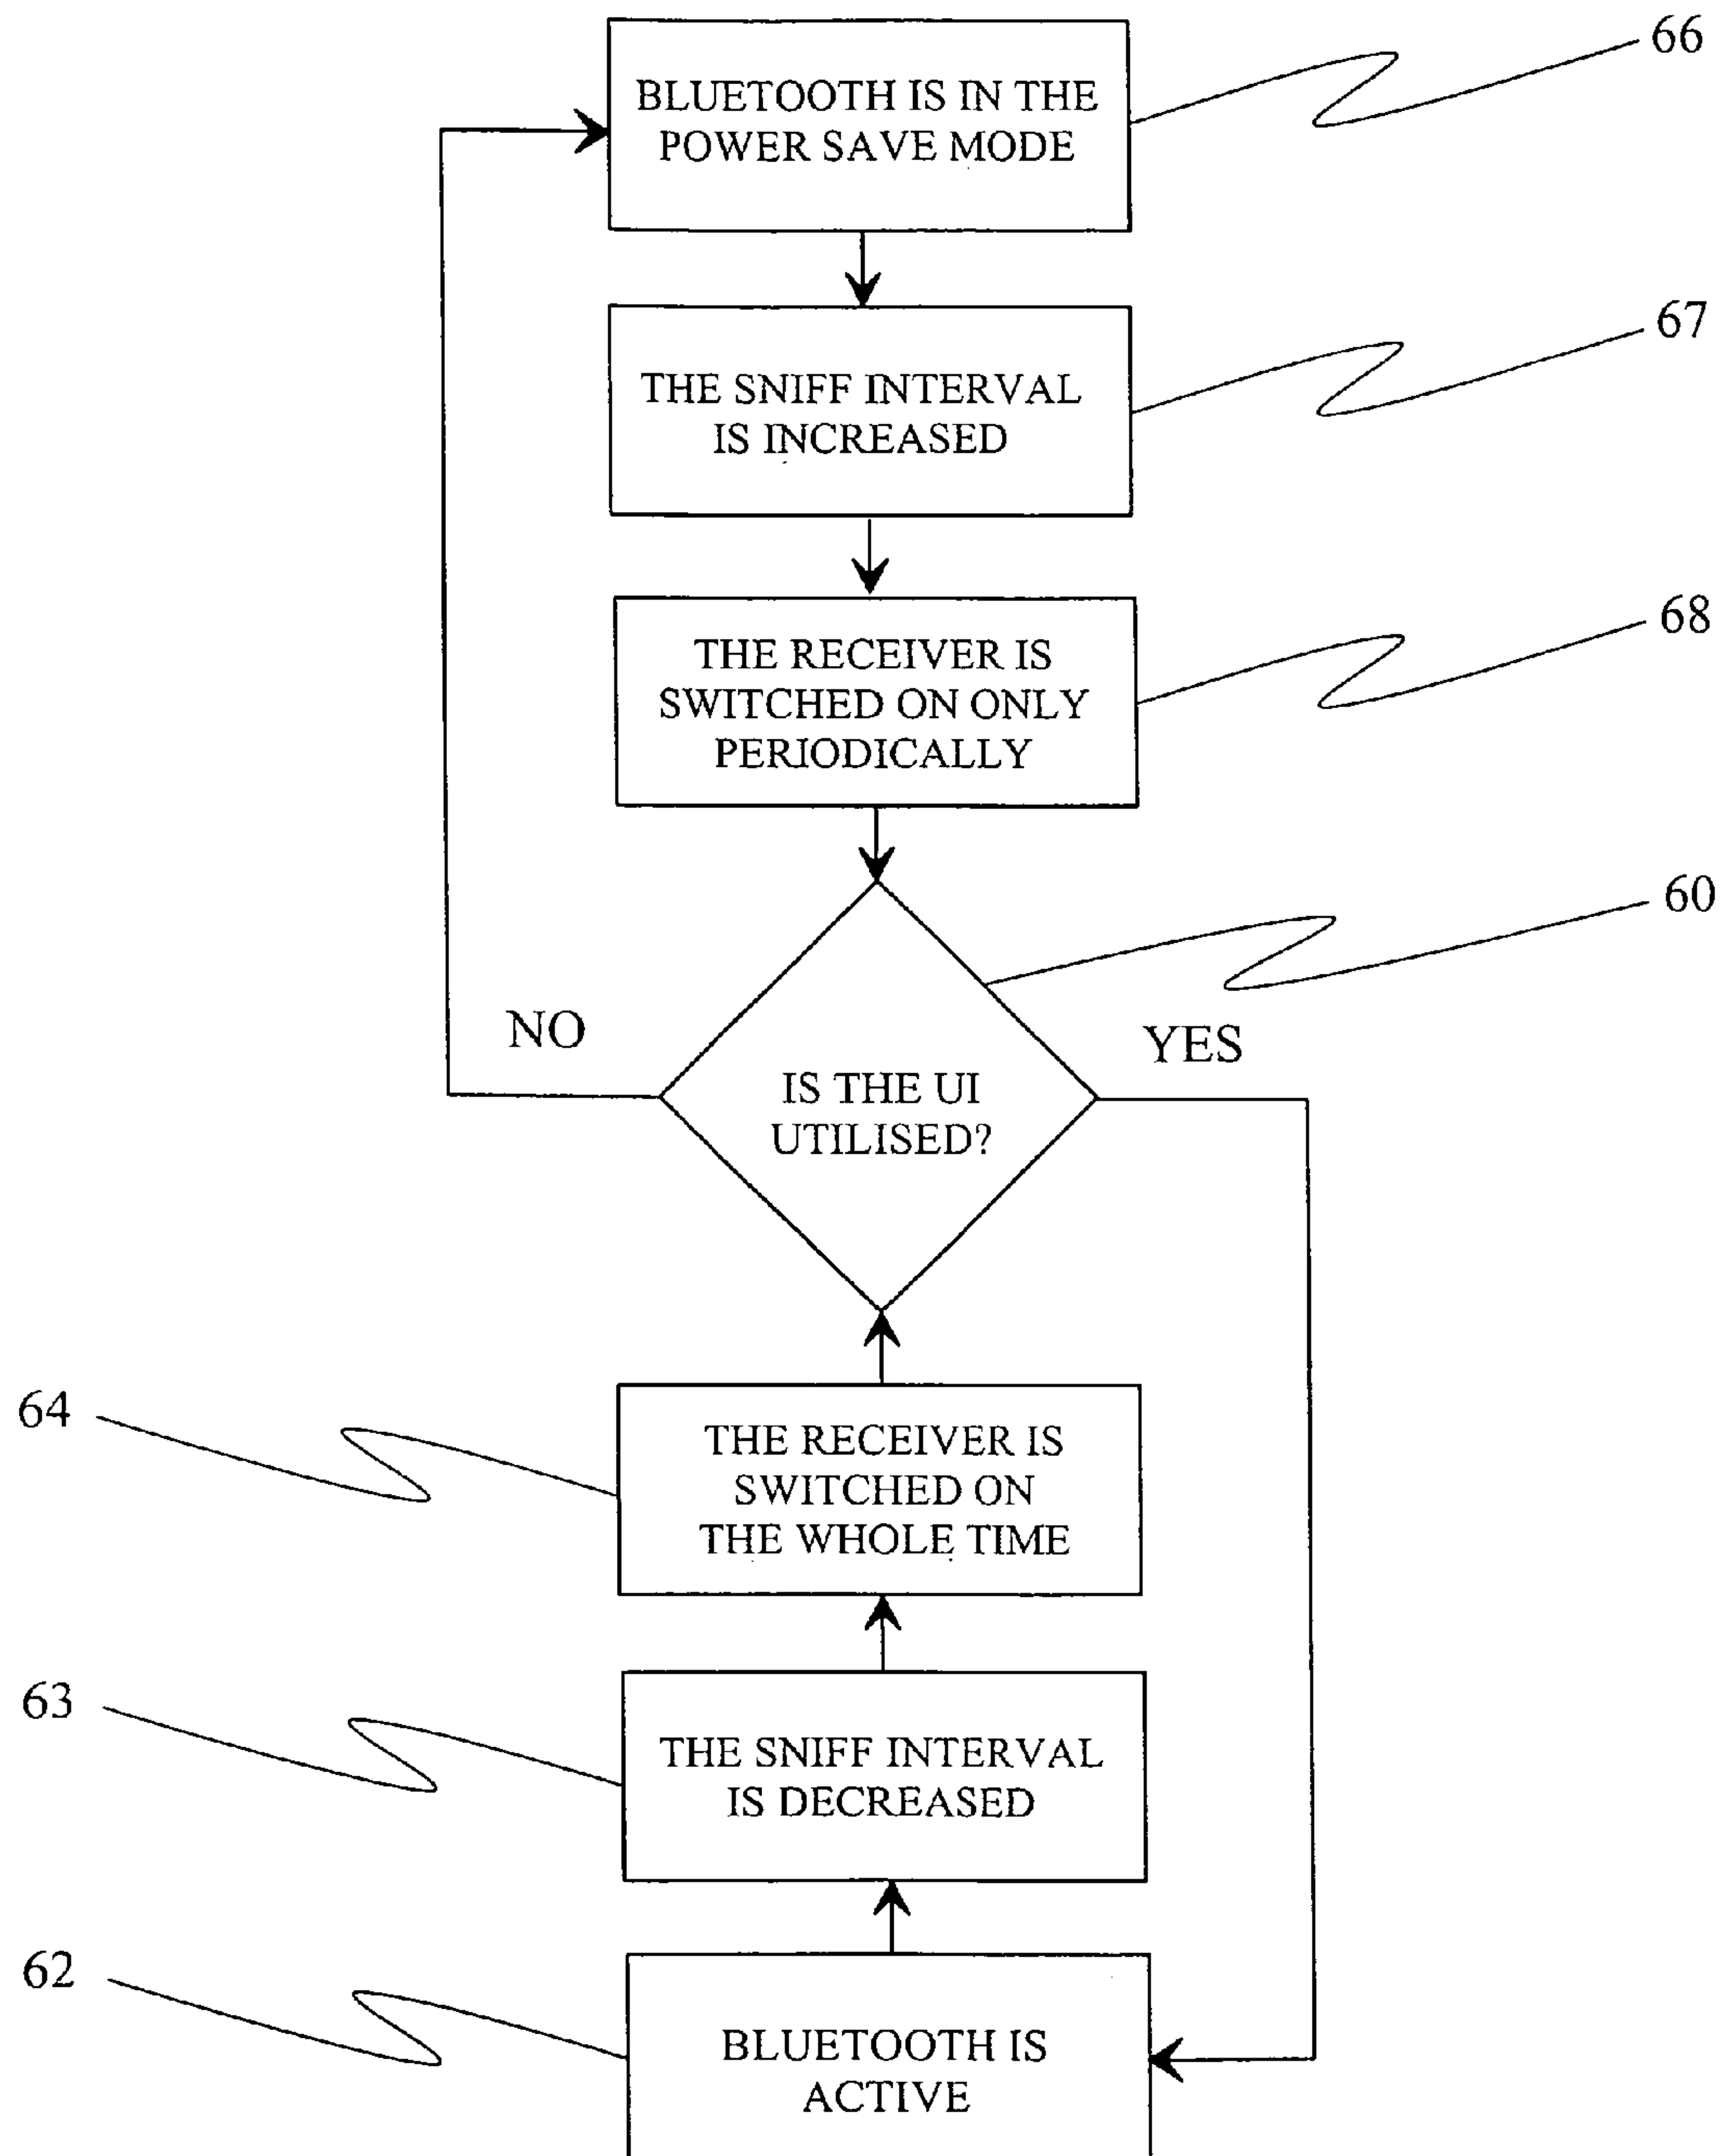 66
BLUETOOTH IS IN THE
POWER SAVE MODE
67
THE SNIFF INTERVAL
IS INCREASED
68
THE RECEIVER IS
SWITCHED ON ONLY
PERIODICALLY
60
NO
YES
IS THE UI
UTILISED?
64
THE RECEIVER IS
SWITCHED ON
THE WHOLE TIME
63
THE SNIFF INTERVAL
IS DECREASED
62
BLUETOOTH IS
ACTIVE